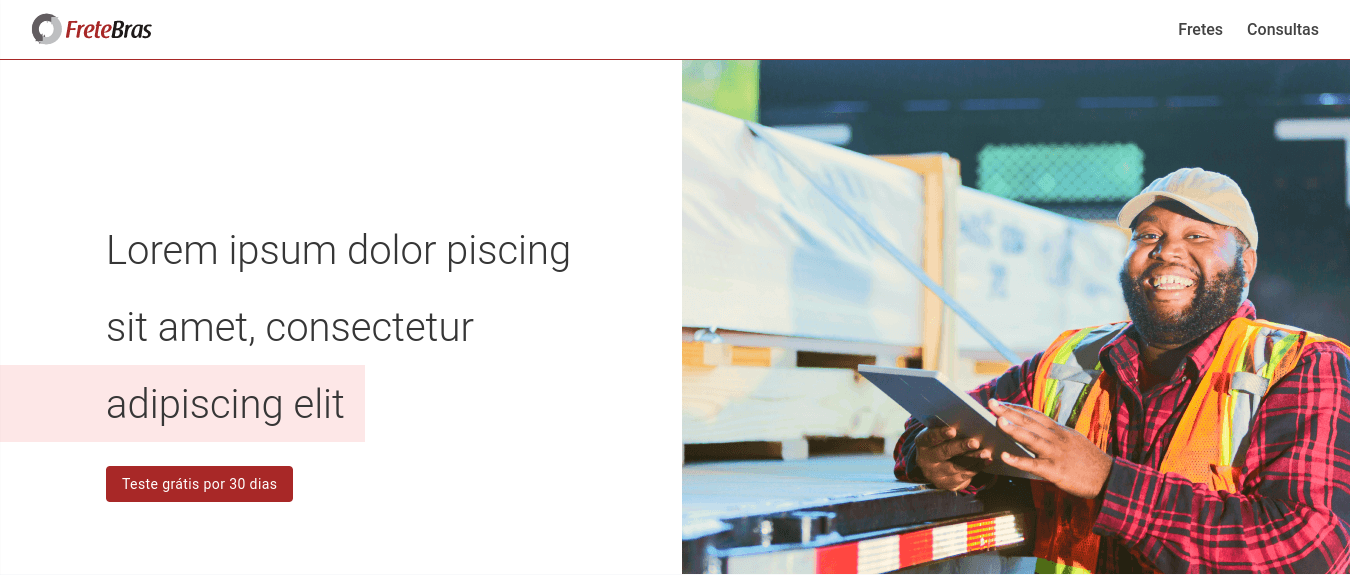 FreteBras
Fretes Consultas
Lorem ipsum dolor piscing
sit amet, consectetur
adipiscing elit
Teste grátis por 30 dias